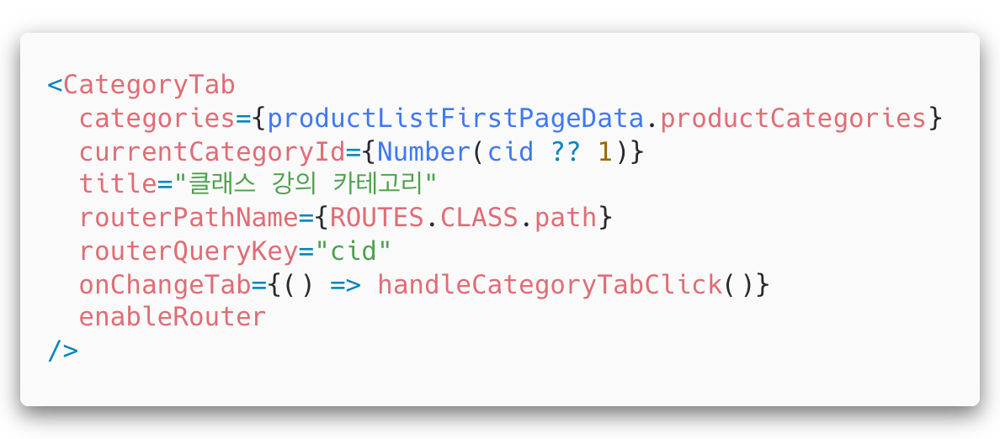 <CategoryTab
  categories={productListFirstPageData.productCategories}
  currentCategoryId={Number(cid ?? 1)}
  title="클래스 강의 카테고리"
  routerPathName={ROUTES.CLASS.path}
  routerQueryKey="cid"
  onChangeTab={() => handleCategoryTabClick()}
  enableRouter
/>